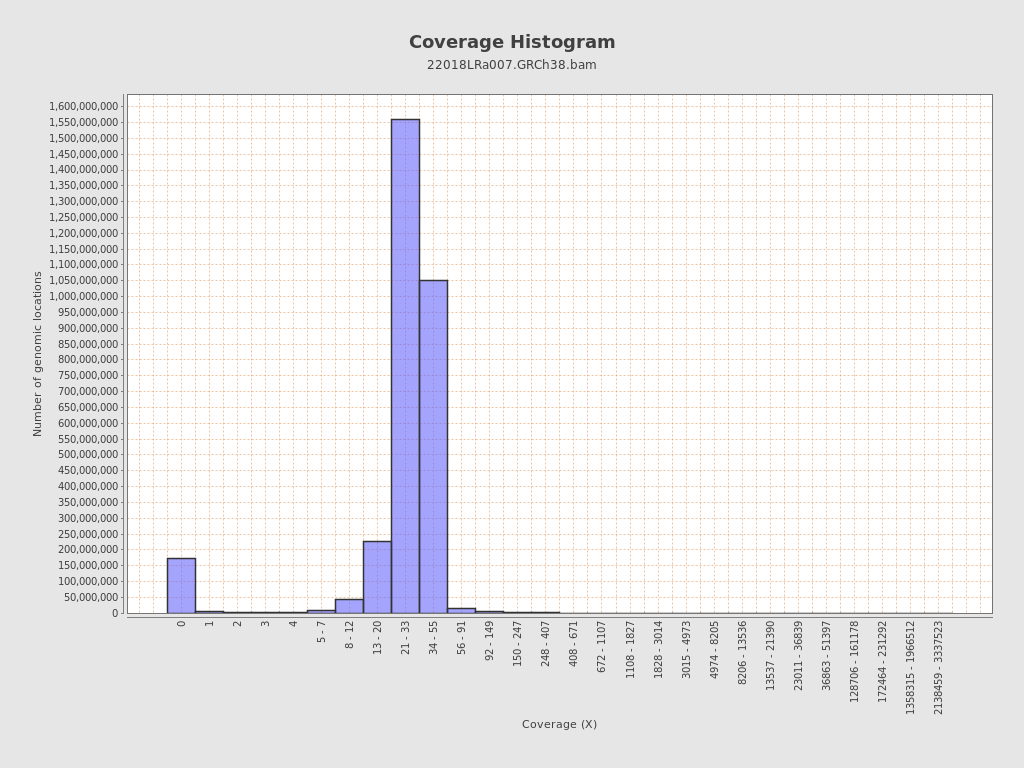 Coverage Histogram
22018LRa007.GRCh38.bam
1,600,000,000
1,550,000,000
1,500,000,000
1,450,000,000
1,400,000,000
1,350,000,000
1,300,000,000
1,250,000,000
1,200,000,000
1,150,000,000
1,100,000,000
1,050,000,000
1,000,000,000
950,000,000
900,000,000
850,000,000
800,000,000
750,000,000
700,000,000
650,000,000
600,000,000
550,000,000
500,000,000
450,000,000
400,000,000
350,000,000
300,000,000
250,000,000
200,000,000
150,000,000
100,000,000
50,000,000
0
Number of genomic locations
0
1
2
3
4
5 - 7
8 - 12
13 - 20
21 - 33
34 - 55
56 - 91
92 - 149
150 - 247
248 - 407
408 - 671
672 - 1107
1108 - 1827
1828 - 3014
3015 - 4973
4974 - 8205
8206 - 13536
13537 - 21390
23011 - 36839
36863 - 51397
128706 - 161178
172464 - 231292
1358315 - 1966512
2138459 - 3337523
Coverage (X)